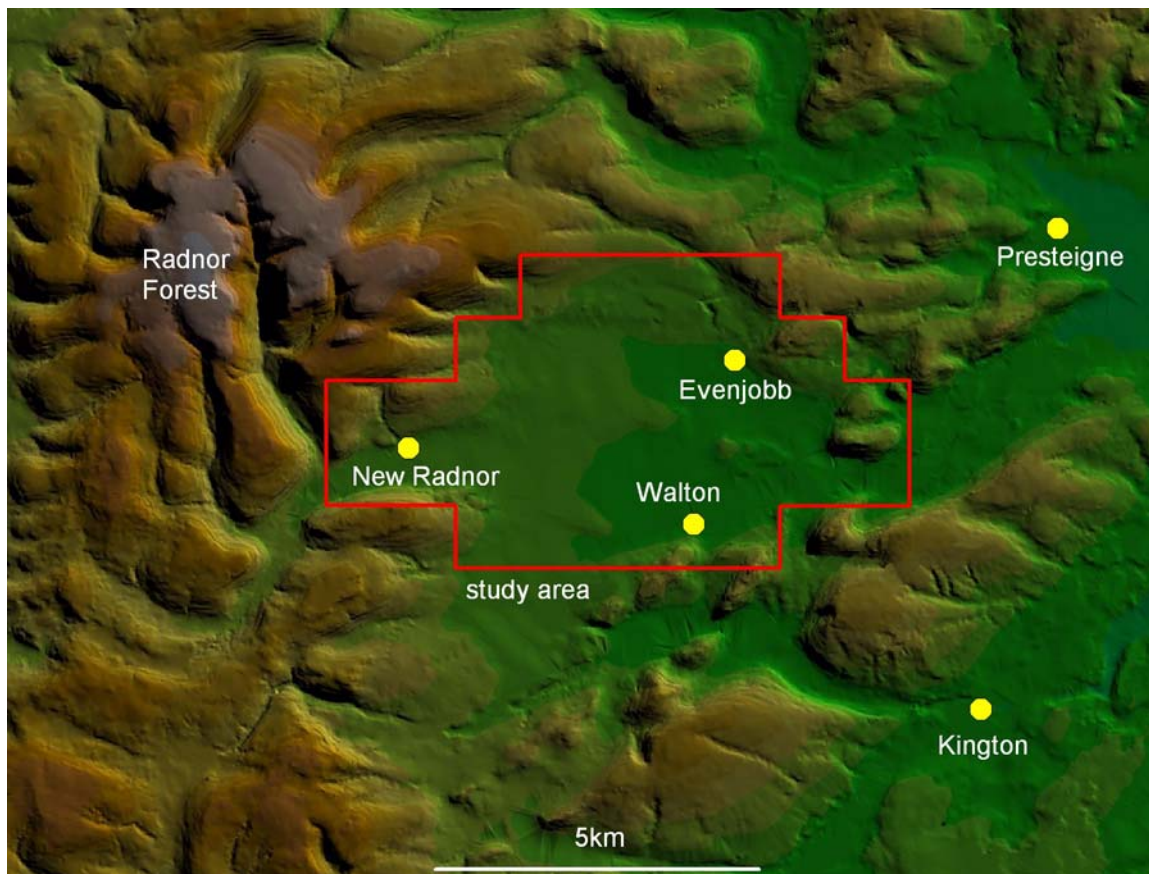 Radnor
Forest
Presteigne
Evenjobb
New Radnor
Walton
study area
Kington
5km